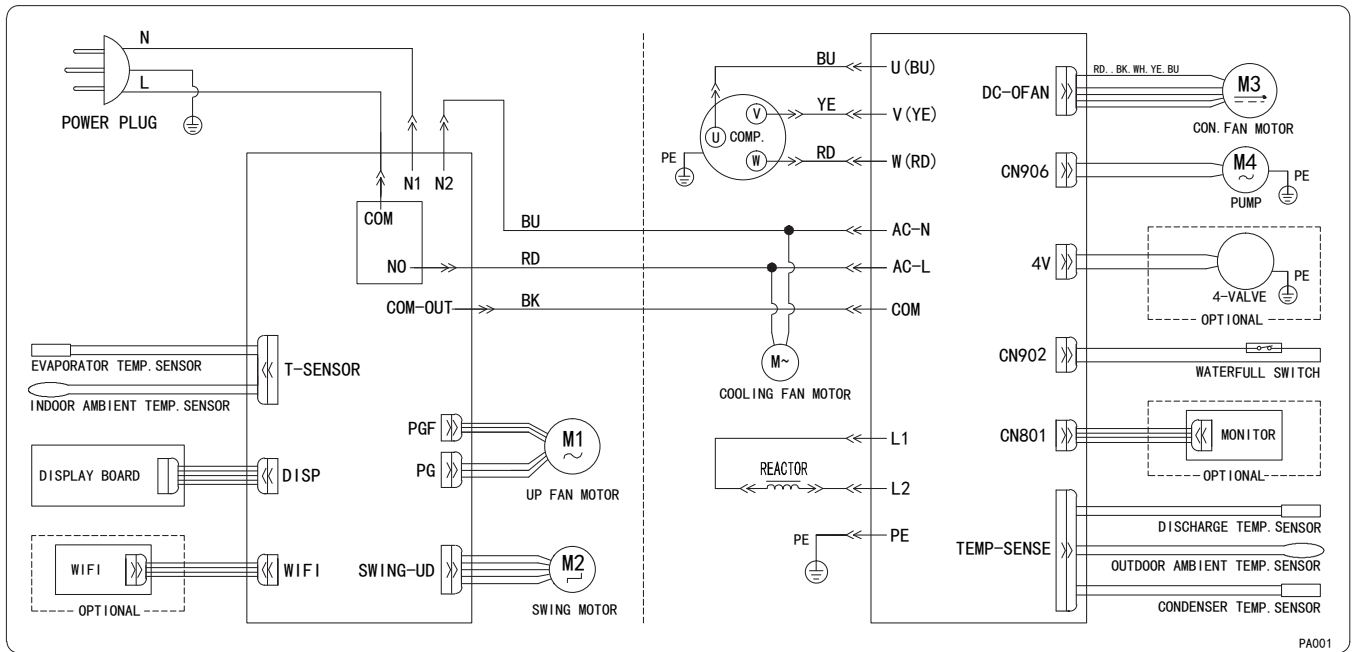 N
L
POWER PLUG
N1
N2
COM
NO
COM-OUT
BU
RD
BK
T-SENSOR
EVAPORATOR TEMP. SENSOR
INDOOR AMBIENT TEMP. SENSOR
DISPLAY BOARD
DISP
WIFI
OPTIONAL
WIFI
PGF
PG
M1
~
UP FAN MOTOR
SWING-UD
M2
SWING MOTOR
BU
U(BU)
V
YE
V(YE)
U
COMP.
W
RD
W(RD)
PE
AC-N
AC-L
COM
M~
COOLING FAN MOTOR
L1
REACTOR
L2
PE
PE
DC-OFAN
RD..BK.WH.YE.BU
M3
CON. FAN MOTOR
CN906
M4
~
PE
PUMP
4V
PE
4-VALVE
OPTIONAL
CN902
WATERFULL SWITCH
CN801
MONITOR
OPTIONAL
TEMP-SENSE
DISCHARGE TEMP. SENSOR
OUTDOOR AMBIENT TEMP. SENSOR
CONDENSER TEMP. SENSOR
PA001